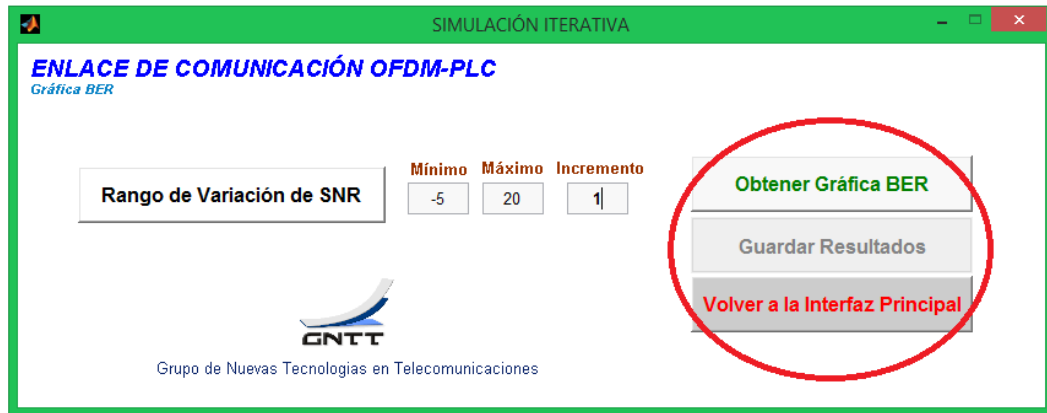 SIMULACIÓN ITERATIVA
ENLACE DE COMUNICACIÓN OFDM-PLC
Gráfica BER
Mínimo Máximo Incremento
Rango de Variación de SNR -5 20 1
Obtener Gráfica BER
Guardar Resultados
Volver a la Interfaz Principal
GNTT
Grupo de Nuevas Tecnologias en Telecomunicaciones